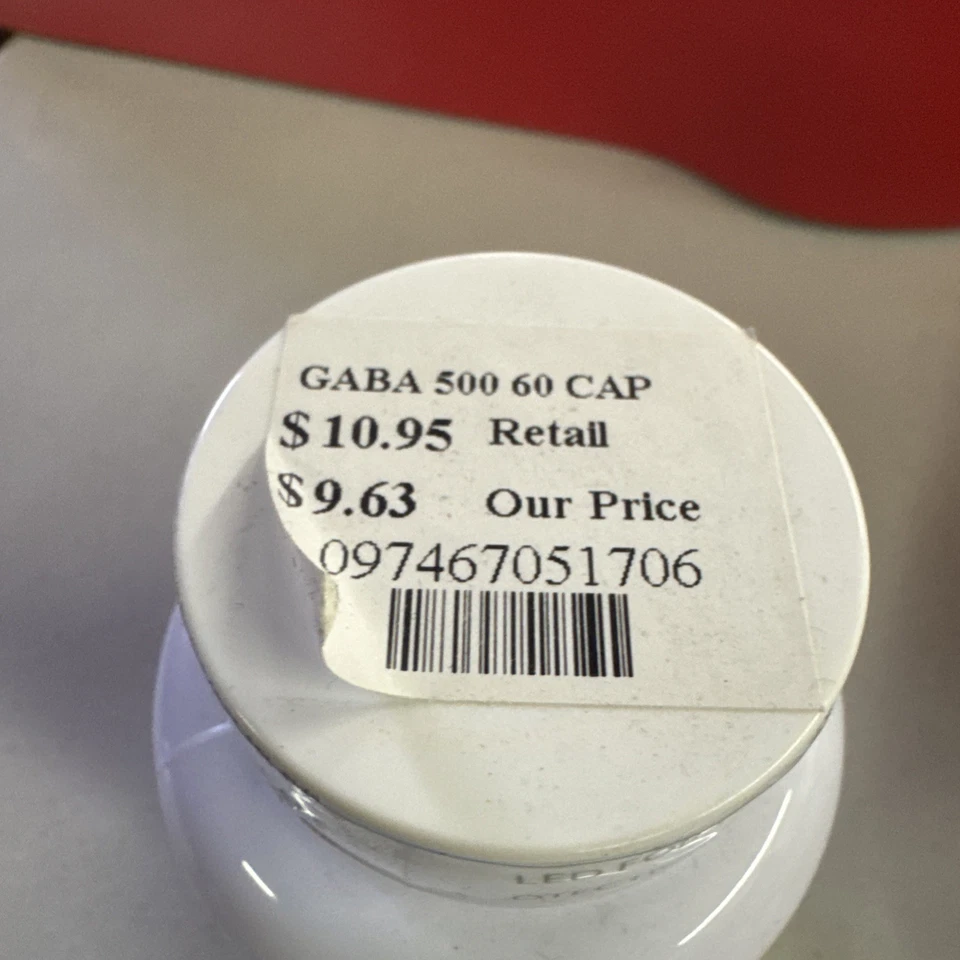 GABA 500 60 CAP
$10.95 Retail
$9.63 Our Price
097467051706